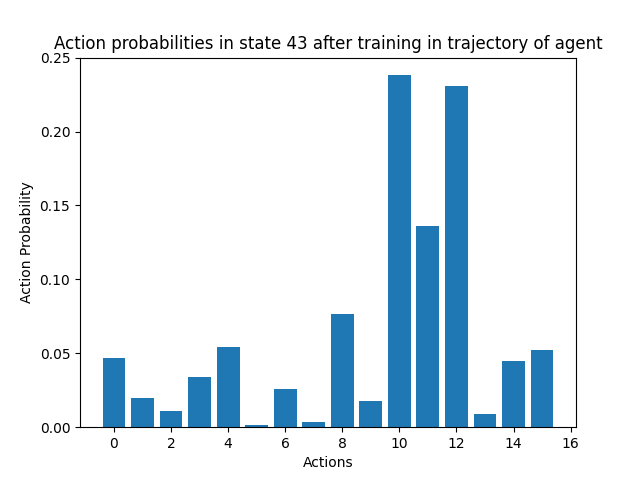 Action probabilities in state 43 after training in trajectory of agent
0.25
0.20
0.15
0.10
0.05
0.00
Action Probability
0 2 4 6 8 10 12 14 16
Actions